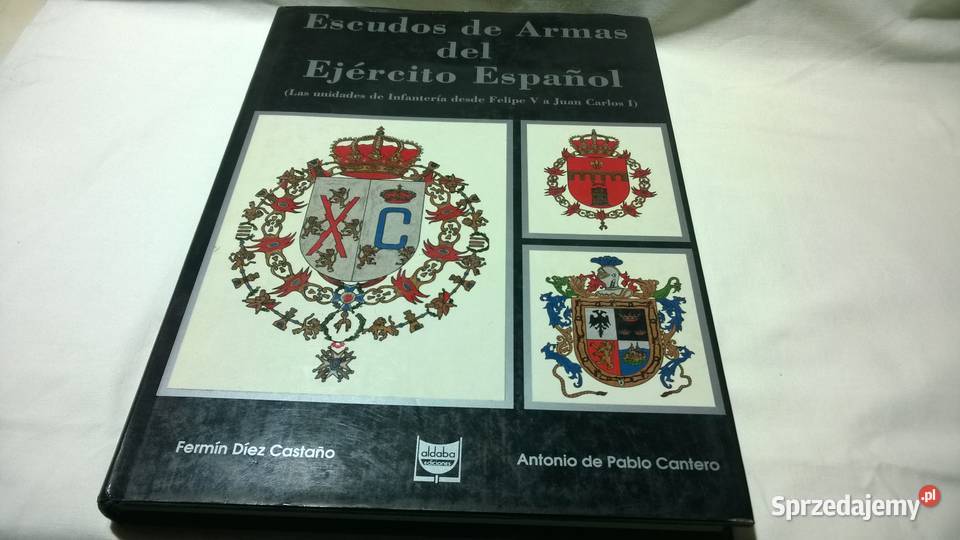 Escudos de Armas
del
Ejército Español
(Las unidades de Infantería desde Felipe V a Juan Carlos I)
X C
Fermín Díez Castaño
aldaba
ediciones
Antonio de Pablo Cantero
Sprzedajemy.pl